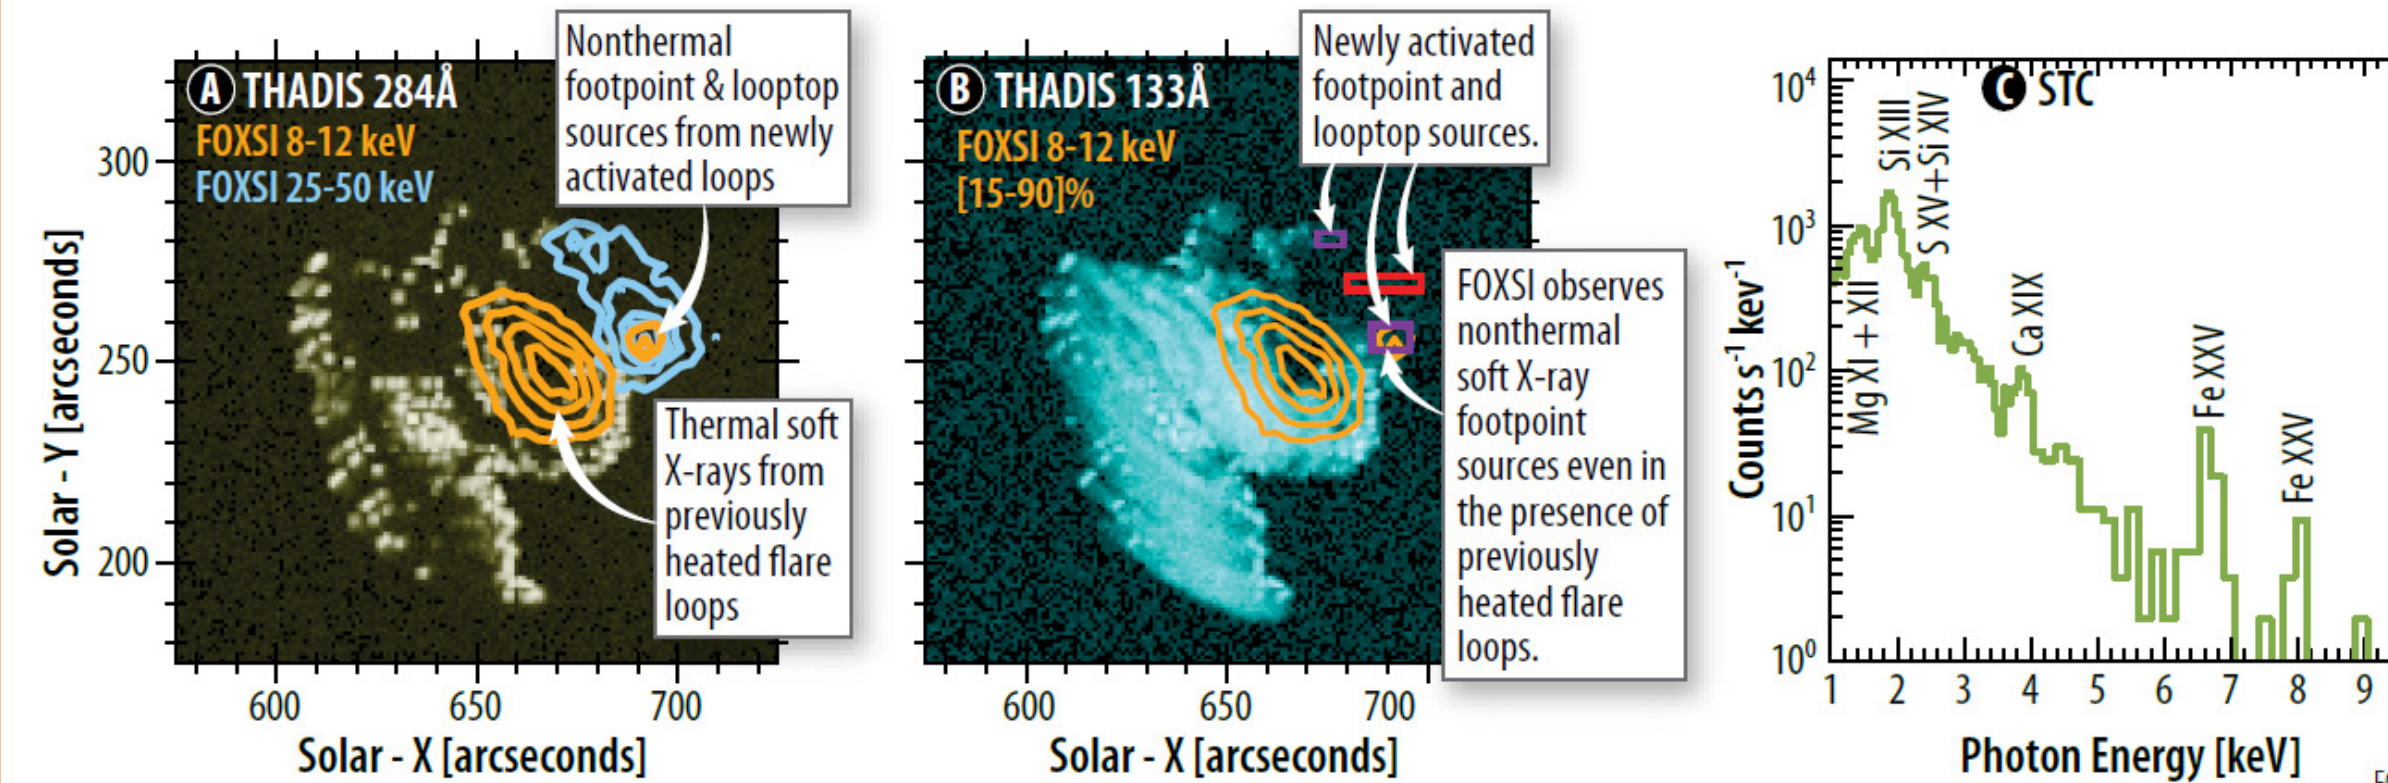 A THADIS 284Å
FOXSI 8-12 keV
FOXSI 25-50 keV
Nonthermal
footpoint & looptop
sources from newly
activated loops
Thermal soft
X-rays from
previously
heated flare
loops
Solar - Y [arcseconds]
300
250
200
600 650 700
Solar - X [arcseconds]
B THADIS 133Å
FOXSI 8-12 keV
[15-90]%
Newly activated
footpoint and
looptop sources.
FOXSI observes
nonthermal
soft X-ray
footpoint
sources even in
the presence of
previously
heated flare
loops.
600 650 700
Solar - X [arcseconds]
C STC
Counts s⁻¹ kev⁻¹
10⁴
10³
10²
10¹
10⁰
Mg XI + XII
Si XIII
S XV+Si XIV
Ca XIX
Fe XXV
Fe XXV
1 2 3 4 5 6 7 8 9
Photon Energy [keV]